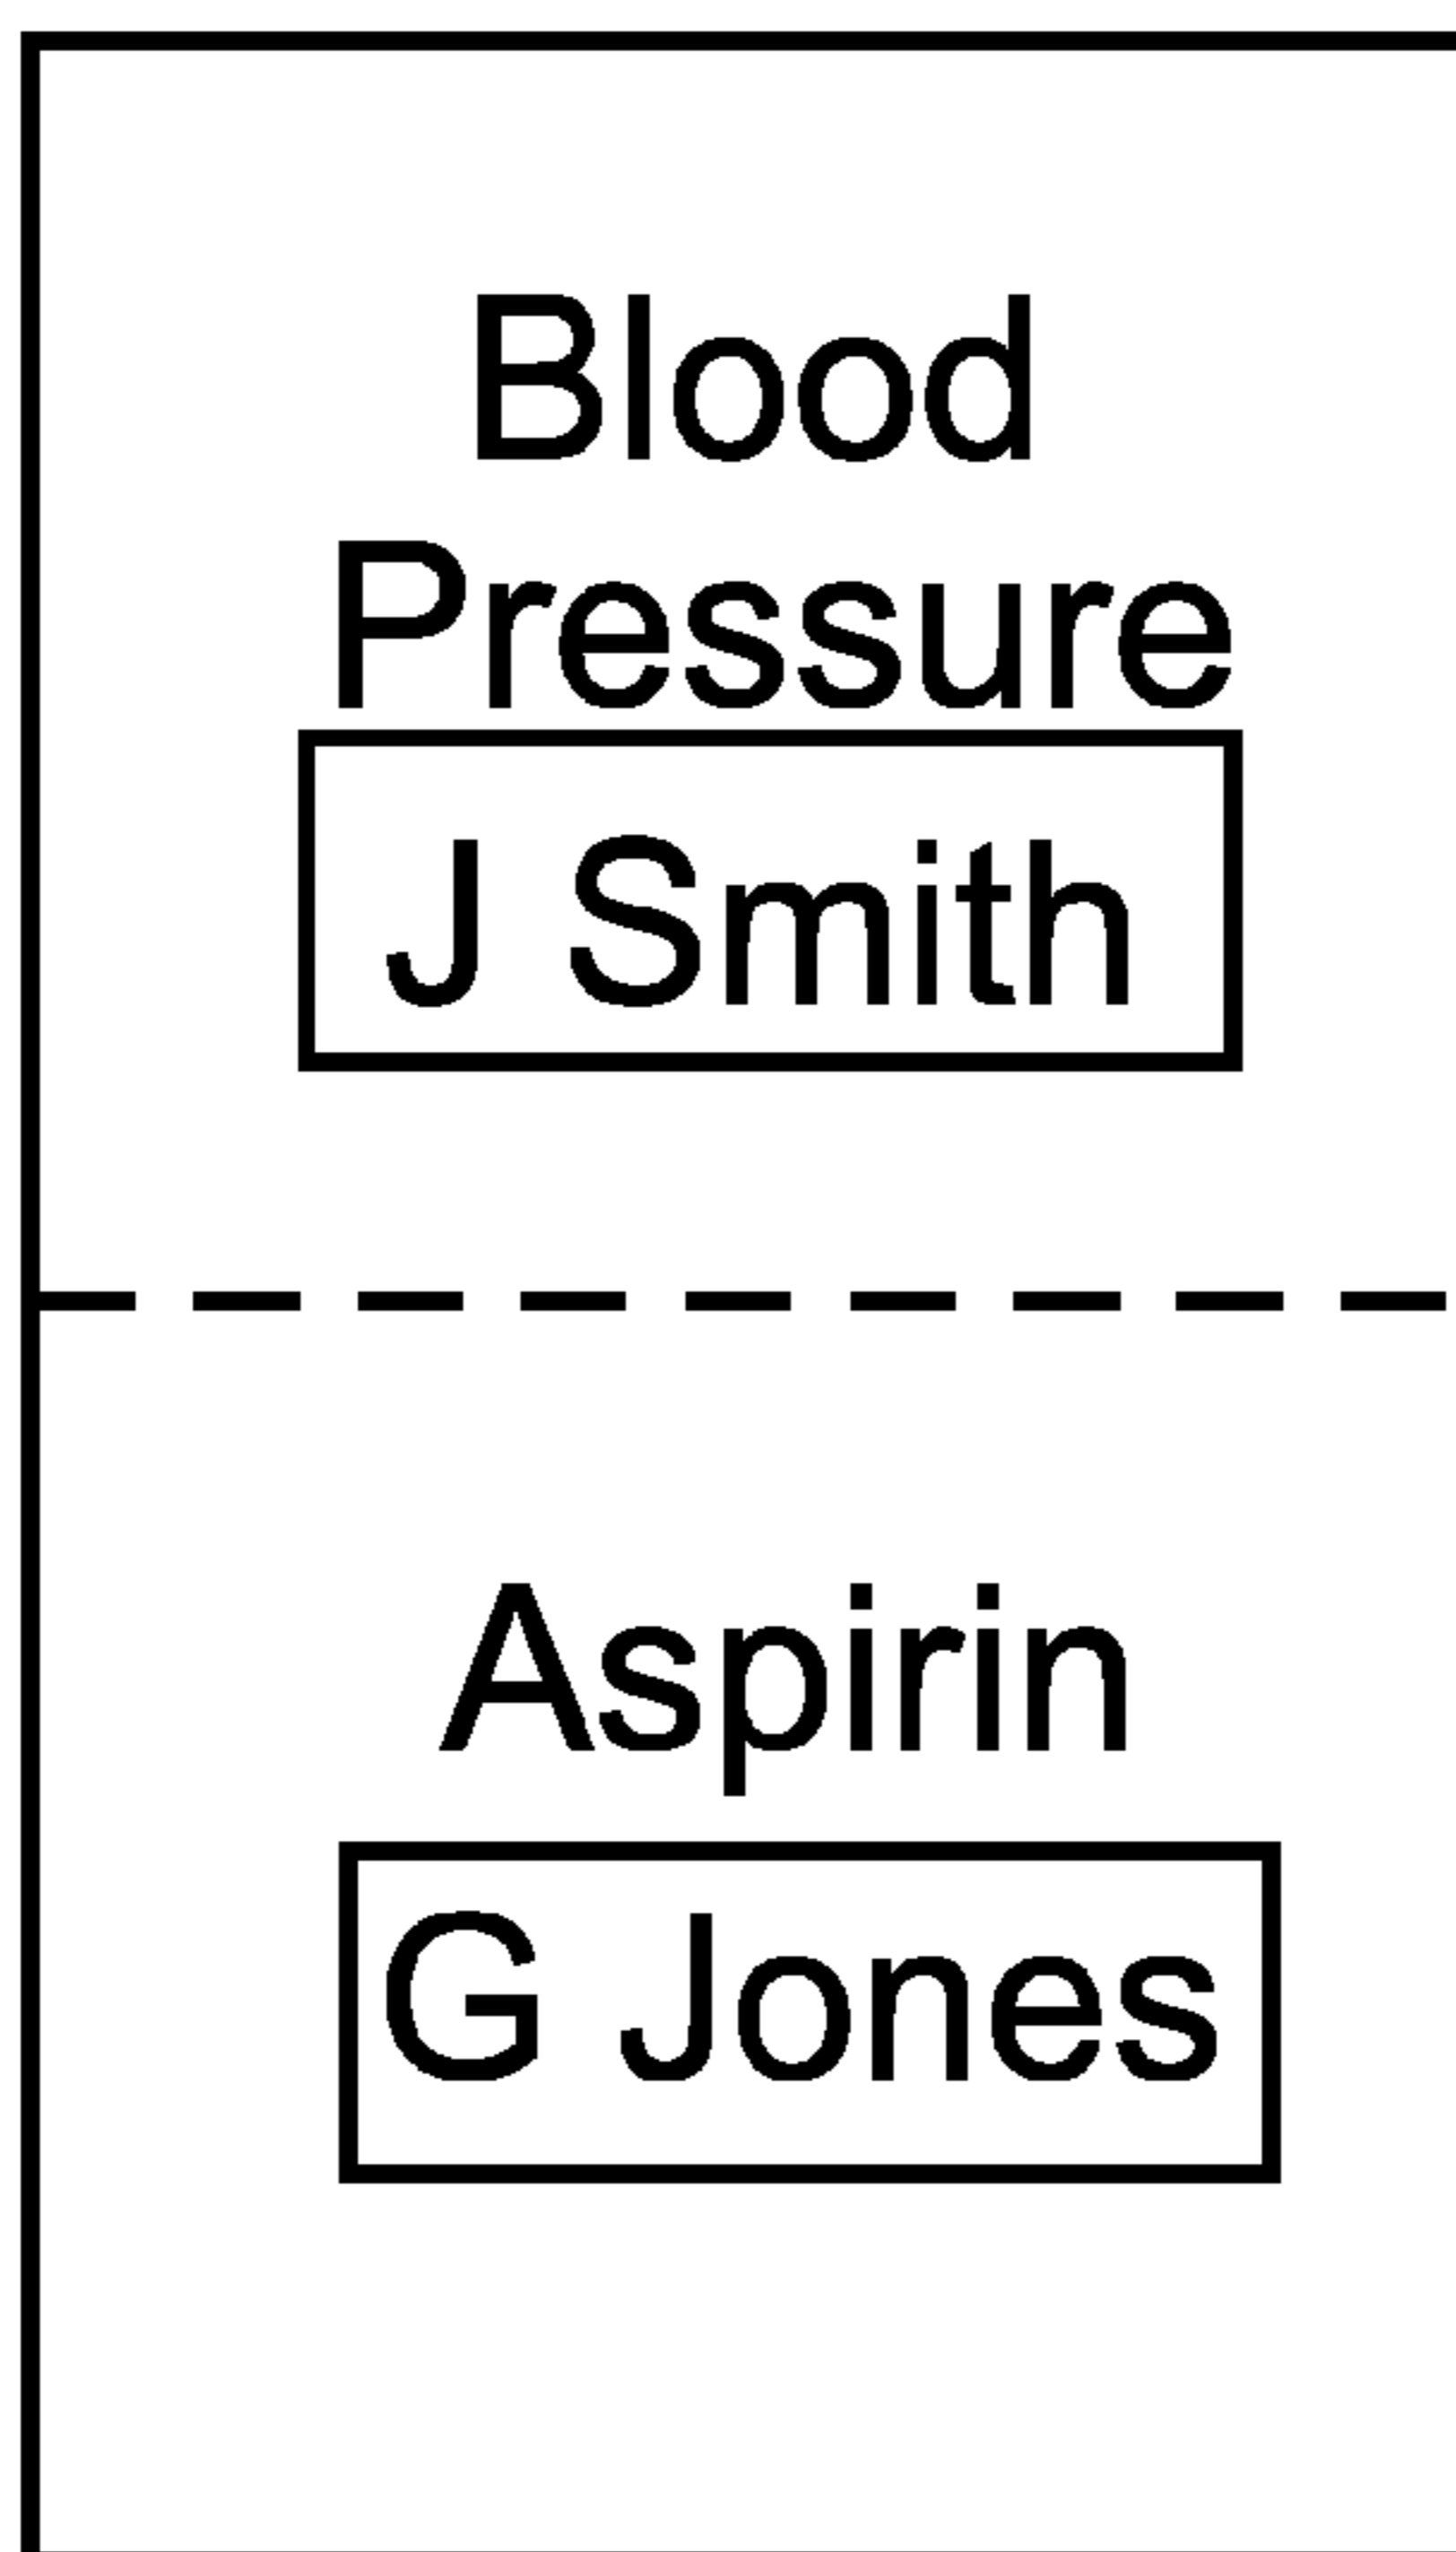 Blood
Pressure
J Smith
Aspirin
G Jones